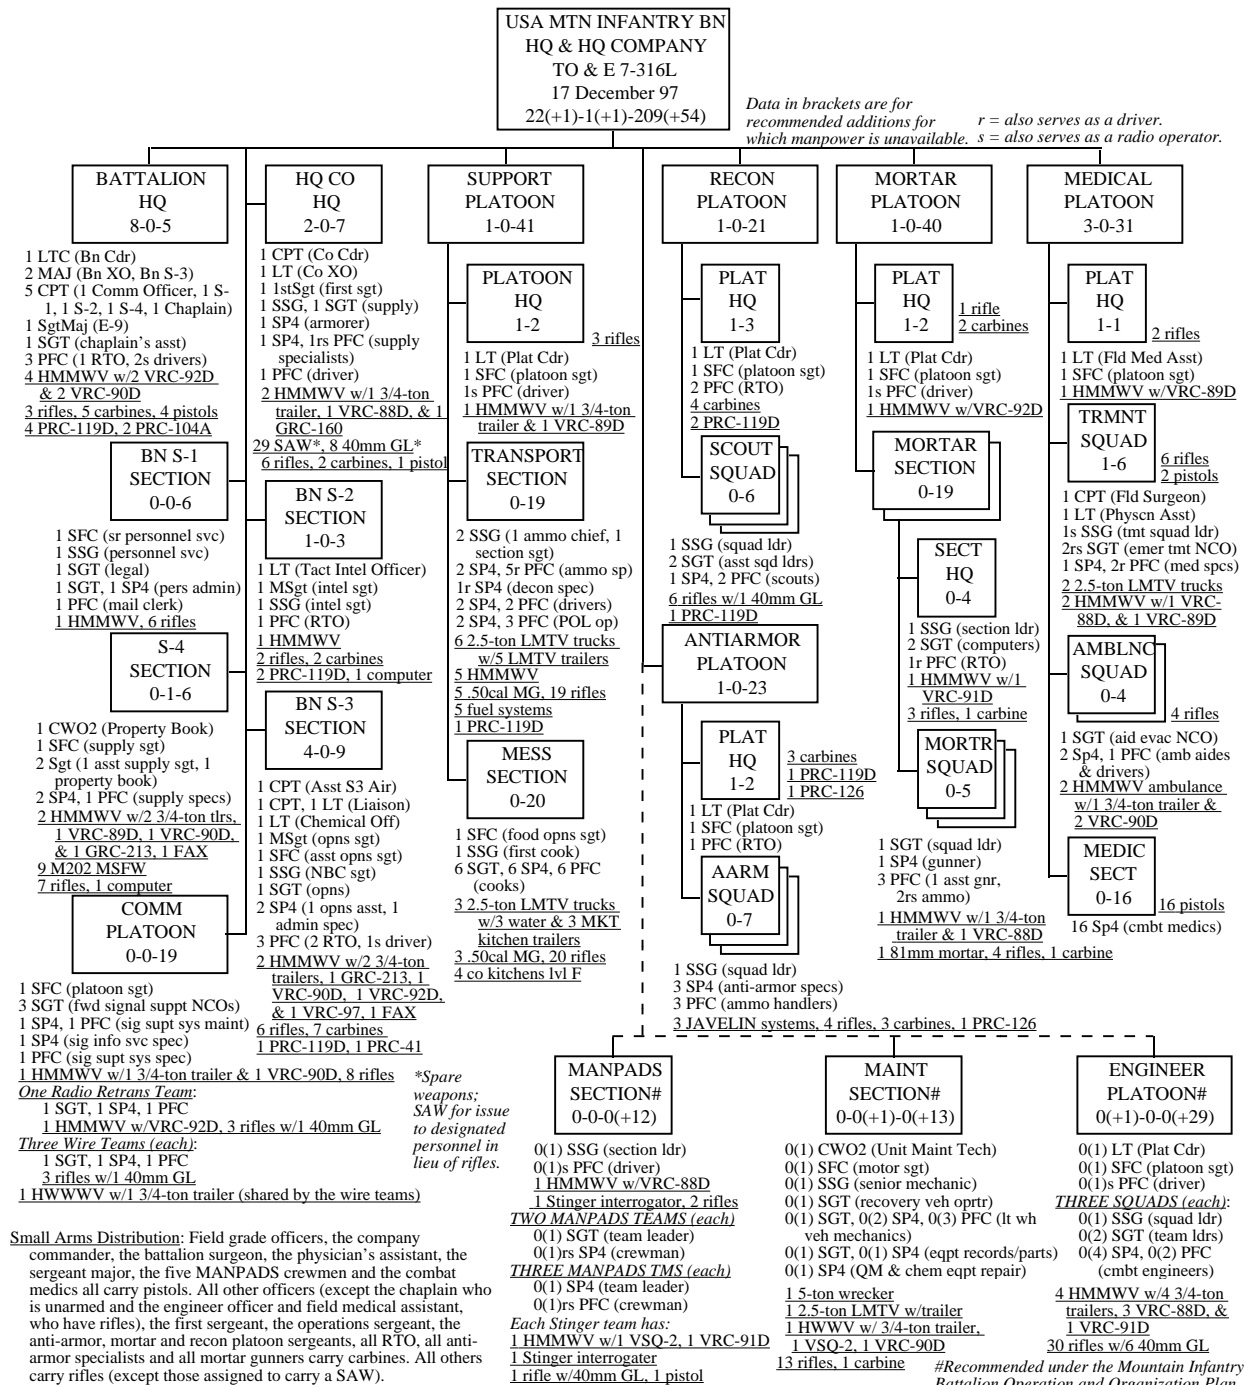 USA MTN INFANTRY BN
HQ & HQ COMPANY
TO & E 7-316L
17 December 97
22(+1)-1(+1)-209(+54)
Data in brackets are for
recommended additions for
which manpower is unavailable.
r = also serves as a driver.
s = also serves as a radio operator.
BATTALION
HQ
8-0-5
1 LTC (Bn Cdr)
2 MAJ (Bn XO, Bn S-3)
5 CPT (1 Comm Officer, 1 S-
1, 1 S-2, 1 S-4, 1 Chaplain)
1 SgtMaj (E-9)
1 SGT (chaplain's asst)
3 PFC (1 RTO, 2s drivers)
4 HMMWV w/2 VRC-92D
& 2 VRC-90D
3 rifles, 5 carbines, 4 pistols
4 PRC-119D, 2 PRC-104A
BN S-1
SECTION
0-0-6
1 SFC (sr personnel svc)
1 SSG (personnel svc)
1 SGT (legal)
1 SGT, 1 SP4 (pers admin)
1 PFC (mail clerk)
1 HMMWV, 6 rifles
S-4
SECTION
0-1-6
1 CWO2 (Property Book)
1 SFC (supply sgt)
2 Sgt (1 asst supply sgt, 1
property book)
2 SP4, 1 PFC (supply specs)
2 HMMWV w/2 3/4-ton tlrs,
1 VRC-89D, 1 VRC-90D,
& 1 GRC-213, 1 FAX
9 M202 MSFW
7 rifles, 1 computer
COMM
PLATOON
0-0-19
1 SFC (platoon sgt)
3 SGT (fwd signal suppt NCOs)
1 SP4, 1 PFC (sig supt sys maint)
1 SP4 (sig info svc spec)
1 PFC (sig supt sys spec)
1 HMMWV w/1 3/4-ton trailer & 1 VRC-90D, 8 rifles
One Radio Retrans Team:
1 SGT, 1 SP4, 1 PFC
1 HMMWV w/VRC-92D, 3 rifles w/1 40mm GL
Three Wire Teams (each):
1 SGT, 1 SP4, 1 PFC
3 rifles w/1 40mm GL
1 HWWWV w/1 3/4-ton trailer (shared by the wire teams)
HQ CO
HQ
2-0-7
1 CPT (Co Cdr)
1 LT (Co XO)
1 1stSgt (first sgt)
1 SSG, 1 SGT (supply)
1 SP4 (armorer)
1 SP4, 1rs PFC (supply
specialists)
1 PFC (driver)
2 HMMWV w/1 3/4-ton
trailer, 1 VRC-88D, & 1
GRC-160
29 SAW*, 8 40mm GL*
6 rifles, 2 carbines, 1 pistol
BN S-2
SECTION
1-0-3
1 LT (Tact Intel Officer)
1 MSgt (intel sgt)
1 SSG (intel sgt)
1 PFC (RTO)
1 HMMWV
2 rifles, 2 carbines
2 PRC-119D, 1 computer
BN S-3
SECTION
4-0-9
1 CPT (Asst S3 Air)
1 CPT, 1 LT (Liaison)
1 LT (Chemical Off)
1 MSgt (opns sgt)
1 SFC (asst opns sgt)
1 SSG (NBC sgt)
1 SGT (opns)
2 SP4 (1 opns asst, 1
admin spec)
3 PFC (2 RTO, 1s driver)
2 HMMWV w/2 3/4-ton
trailers, 1 GRC-213, 1
VRC-90D, 1 VRC-92D,
& 1 VRC-97, 1 FAX
6 rifles, 7 carbines
1 PRC-119D, 1 PRC-41
*Spare
weapons;
SAW for issue
to designated
personnel in
lieu of rifles.
SUPPORT
PLATOON
1-0-41
PLATOON
HQ
1-2
3 rifles
1 LT (Plat Cdr)
1 SFC (platoon sgt)
1s PFC (driver)
1 HMMWV w/1 3/4-ton
trailer & 1 VRC-89D
TRANSPORT
SECTION
0-19
2 SSG (1 ammo chief, 1
section sgt)
2 SP4, 5r PFC (ammo sp)
1r SP4 (decon spec)
2 SP4, 2 PFC (drivers)
2 SP4, 3 PFC (POL op)
6 2.5-ton LMTV trucks
w/5 LMTV trailers
5 HMMWV
5 .50cal MG, 19 rifles
5 fuel systems
1 PRC-119D
MESS
SECTION
0-20
1 SFC (food opns sgt)
1 SSG (first cook)
6 SGT, 6 SP4, 6 PFC
(cooks)
3 2.5-ton LMTV trucks
w/3 water & 3 MKT
kitchen trailers
3 .50cal MG, 20 rifles
4 co kitchens lvl F
RECON
PLATOON
1-0-21
PLAT
HQ
1-3
1 LT (Plat Cdr)
1 SFC (platoon sgt)
2 PFC (RTO)
4 carbines
2 PRC-119D
SCOUT
SQUAD
0-6
1 SSG (squad ldr)
2 SGT (asst sqd ldrs)
1 SP4, 2 PFC (scouts)
6 rifles w/1 40mm GL
1 PRC-119D
ANTIARMOR
PLATOON
1-0-23
PLAT
HQ
1-2
3 carbines
1 PRC-119D
1 PRC-126
1 LT (Plat Cdr)
1 SFC (platoon sgt)
1 PFC (RTO)
AARM
SQUAD
0-7
1 SSG (squad ldr)
3 SP4 (anti-armor specs)
3 PFC (ammo handlers)
3 JAVELIN systems, 4 rifles, 3 carbines, 1 PRC-126
MORTAR
PLATOON
1-0-40
PLAT
HQ
1-2
1 rifle
2 carbines
1 LT (Plat Cdr)
1 SFC (platoon sgt)
1s PFC (driver)
1 HMMWV w/VRC-92D
MORTAR
SECTION
0-19
SECT
HQ
0-4
1 SSG (section ldr)
2 SGT (computers)
1r PFC (RTO)
1 HMMWV w/1
VRC-91D
3 rifles, 1 carbine
MORTR
SQUAD
0-5
1 SGT (squad ldr)
1 SP4 (gunner)
3 PFC (1 asst gnr,
2rs ammo)
1 HMMWV w/1 3/4-ton
trailer & 1 VRC-88D
1 81mm mortar, 4 rifles, 1 carbine
MEDICAL
PLATOON
3-0-31
PLAT
HQ
1-1
2 rifles
1 LT (Fld Med Asst)
1 SFC (platoon sgt)
1 HMMWV w/VRC-89D
TRMNT
SQUAD
1-6
6 rifles
2 pistols
1 CPT (Fld Surgeon)
1 LT (Physcn Asst)
1s SSG (tmt squad ldr)
2rs SGT (emer tmt NCO)
1 SP4, 2r PFC (med spcs)
2 2.5-ton LMTV trucks
2 HMMWV w/1 VRC-
88D, & 1 VRC-89D
AMBLNC
SQUAD
0-4
4 rifles
1 SGT (aid evac NCO)
2 Sp4, 1 PFC (amb aides
& drivers)
2 HMMWV ambulance
w/1 3/4-ton trailer &
2 VRC-90D
MEDIC
SECT
0-16
16 pistols
16 Sp4 (cmbt medics)
MANPADS
SECTION#
0-0-0(+12)
0(1) SSG (section ldr)
0(1)s PFC (driver)
1 HMMWV w/VRC-88D
1 Stinger interrogator, 2 rifles
TWO MANPADS TEAMS (each)
0(1) SGT (team leader)
0(1)rs SP4 (crewman)
THREE MANPADS TMS (each)
0(1) SP4 (team leader)
0(1)rs PFC (crewman)
Each Stinger team has:
1 HMMWV w/1 VSQ-2, 1 VRC-91D
1 Stinger interrogater
1 rifle w/40mm GL, 1 pistol
MAINT
SECTION#
0-0(+1)-0(+13)
0(1) CWO2 (Unit Maint Tech)
0(1) SFC (motor sgt)
0(1) SSG (senior mechanic)
0(1) SGT (recovery veh oprtr)
0(1) SGT, 0(2) SP4, 0(3) PFC (lt wh
veh mechanics)
0(1) SGT, 0(1) SP4 (eqpt records/parts)
0(1) SP4 (QM & chem eqpt repair)
1 5-ton wrecker
1 2.5-ton LMTV w/trailer
1 HWWV w/ 3/4-ton trailer,
1 VSQ-2, 1 VRC-90D
13 rifles, 1 carbine
ENGINEER
PLATOON#
0(+1)-0-0(+29)
0(1) LT (Plat Cdr)
0(1) SFC (platoon sgt)
0(1)s PFC (driver)
THREE SQUADS (each):
0(1) SSG (squad ldr)
0(2) SGT (team ldrs)
0(4) SP4, 0(2) PFC
(cmbt engineers)
4 HMMWV w/4 3/4-ton
trailers, 3 VRC-88D, &
1 VRC-91D
30 rifles w/6 40mm GL
#Recommended under the Mountain Infantry
Battalion Operation and Organization Plan
Small Arms Distribution: Field grade officers, the company
commander, the battalion surgeon, the physician's assistant, the
sergeant major, the five MANPADS crewmen and the combat
medics all carry pistols. All other officers (except the chaplain who
is unarmed and the engineer officer and field medical assistant,
who have rifles), the first sergeant, the operations sergeant, the
anti-armor, mortar and recon platoon sergeants, all RTO, all anti-
armor specialists and all mortar gunners carry carbines. All others
carry rifles (except those assigned to carry a SAW).